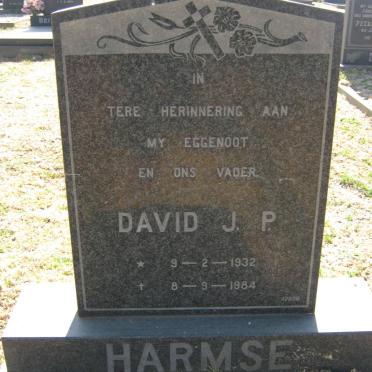 IN
TERE HERINNERING AAN
MY EGGENOOT
EN ONS VADER
DAVID J. P.
* 9 – 2 – 1932
† 8 – 9 – 1984
HARMSE